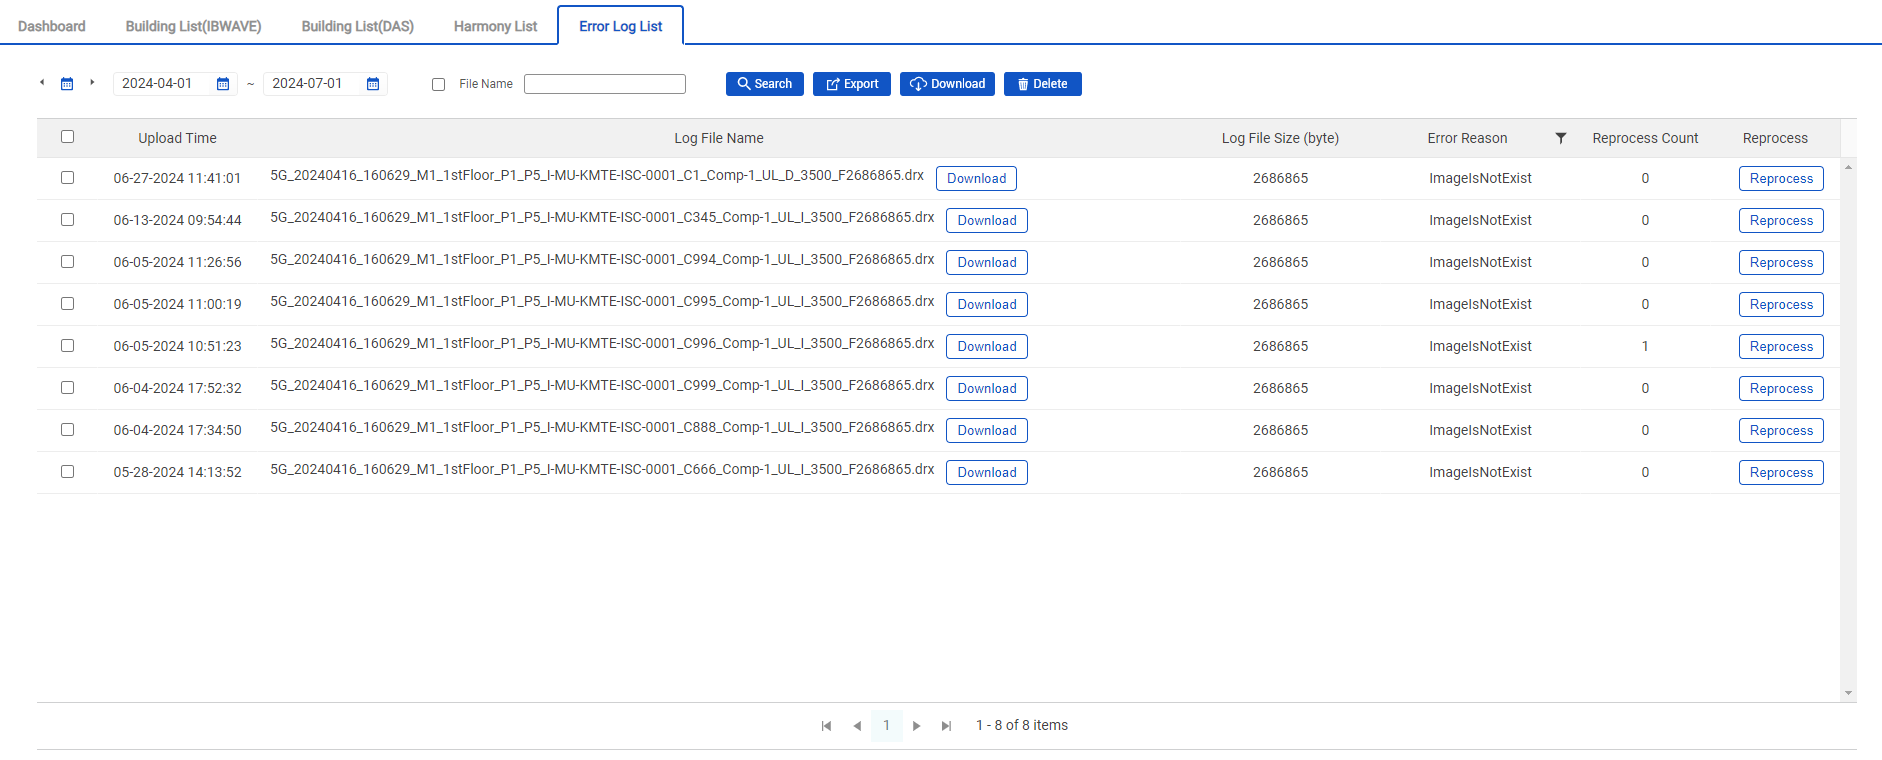 Dashboard Building List(IBWAVE) Building List(DAS) Harmony List Error Log List
2024-04-01 ~ 2024-07-01 File Name Search Export Download Delete
Upload Time Log File Name Log File Size (byte) Error Reason Reprocess Count Reprocess
06-27-2024 11:41:01 5G_20240416_160629_M1_1stFloor_P1_P5_I-MU-KMTE-ISC-0001_C1_Comp-1_UL_D_3500_F2686865.drx Download 2686865 ImageIsNotExist 0 Reprocess
06-13-2024 09:54:44 5G_20240416_160629_M1_1stFloor_P1_P5_I-MU-KMTE-ISC-0001_C345_Comp-1_UL_I_3500_F2686865.drx Download 2686865 ImageIsNotExist 0 Reprocess
06-05-2024 11:26:56 5G_20240416_160629_M1_1stFloor_P1_P5_I-MU-KMTE-ISC-0001_C994_Comp-1_UL_I_3500_F2686865.drx Download 2686865 ImageIsNotExist 0 Reprocess
06-05-2024 11:00:19 5G_20240416_160629_M1_1stFloor_P1_P5_I-MU-KMTE-ISC-0001_C995_Comp-1_UL_I_3500_F2686865.drx Download 2686865 ImageIsNotExist 0 Reprocess
06-05-2024 10:51:23 5G_20240416_160629_M1_1stFloor_P1_P5_I-MU-KMTE-ISC-0001_C996_Comp-1_UL_I_3500_F2686865.drx Download 2686865 ImageIsNotExist 1 Reprocess
06-04-2024 17:52:32 5G_20240416_160629_M1_1stFloor_P1_P5_I-MU-KMTE-ISC-0001_C999_Comp-1_UL_I_3500_F2686865.drx Download 2686865 ImageIsNotExist 0 Reprocess
06-04-2024 17:34:50 5G_20240416_160629_M1_1stFloor_P1_P5_I-MU-KMTE-ISC-0001_C888_Comp-1_UL_I_3500_F2686865.drx Download 2686865 ImageIsNotExist 0 Reprocess
05-28-2024 14:13:52 5G_20240416_160629_M1_1stFloor_P1_P5_I-MU-KMTE-ISC-0001_C666_Comp-1_UL_I_3500_F2686865.drx Download 2686865 ImageIsNotExist 0 Reprocess
1 1 - 8 of 8 items